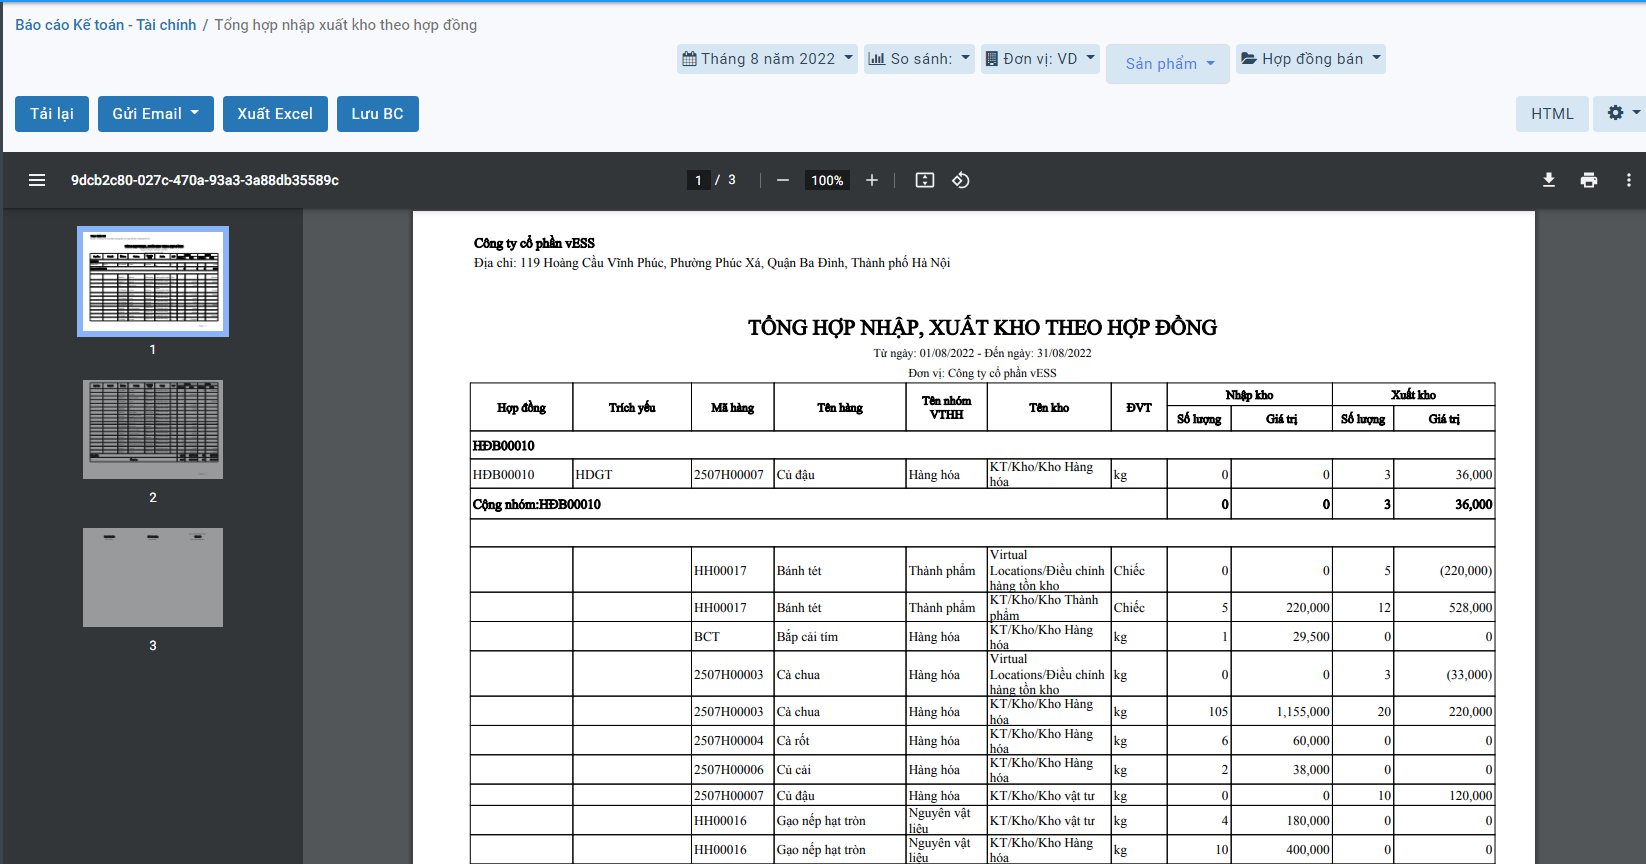 Báo cáo Kế toán - Tài chính / Tổng hợp nhập xuất kho theo hợp đồng
Tháng 8 năm 2022 So sánh: Đơn vị: VD Sản phẩm Hợp đồng bán
Tải lại Gửi Email Xuất Excel Lưu BC HTML
9dcb2c80-027c-470a-93a3-3a88db35589c 1 / 3 100%
1
2
3
Công ty cổ phần vESS
Địa chỉ: 119 Hoàng Cầu Vĩnh Phúc, Phường Phúc Xá, Quận Ba Đình, Thành phố Hà Nội
TỔNG HỢP NHẬP, XUẤT KHO THEO HỢP ĐỒNG
Từ ngày: 01/08/2022 - Đến ngày: 31/08/2022
Đơn vị: Công ty cổ phần vESS
Hợp đồng Trích yếu Mã hàng Tên hàng Tên nhóm VTHH Tên kho ĐVT Nhập kho Xuất kho
Số lượng Giá trị Số lượng Giá trị
HĐB00010
HĐB00010 HDGT 2507H00007 Củ đậu Hàng hóa KT/Kho/Kho Hàng hóa kg 0 0 3 36,000
Cộng nhóm:HĐB00010 0 0 3 36,000
HH00017 Bánh tét Thành phẩm Virtual Locations/Điều chỉnh hàng tồn kho Chiếc 0 0 5 (220,000)
HH00017 Bánh tét Thành phẩm KT/Kho/Kho Thành phẩm Chiếc 5 220,000 12 528,000
BCT Bắp cải tím Hàng hóa KT/Kho/Kho Hàng hóa kg 1 29,500 0 0
2507H00003 Cà chua Hàng hóa Virtual Locations/Điều chỉnh hàng tồn kho kg 0 0 3 (33,000)
2507H00003 Cà chua Hàng hóa KT/Kho/Kho Hàng hóa kg 105 1,155,000 20 220,000
2507H00004 Cà rốt Hàng hóa KT/Kho/Kho Hàng hóa kg 6 60,000 0 0
2507H00006 Củ cải Hàng hóa KT/Kho/Kho Hàng hóa kg 2 38,000 0 0
2507H00007 Củ đậu Hàng hóa KT/Kho/Kho vật tư kg 0 0 10 120,000
HH00016 Gạo nếp hạt tròn Nguyên vật liệu KT/Kho/Kho vật tư kg 4 180,000 0 0
HH00016 Gạo nếp hạt tròn Nguyên vật liệu KT/Kho/Kho Hàng hóa kg 10 400,000 0 0